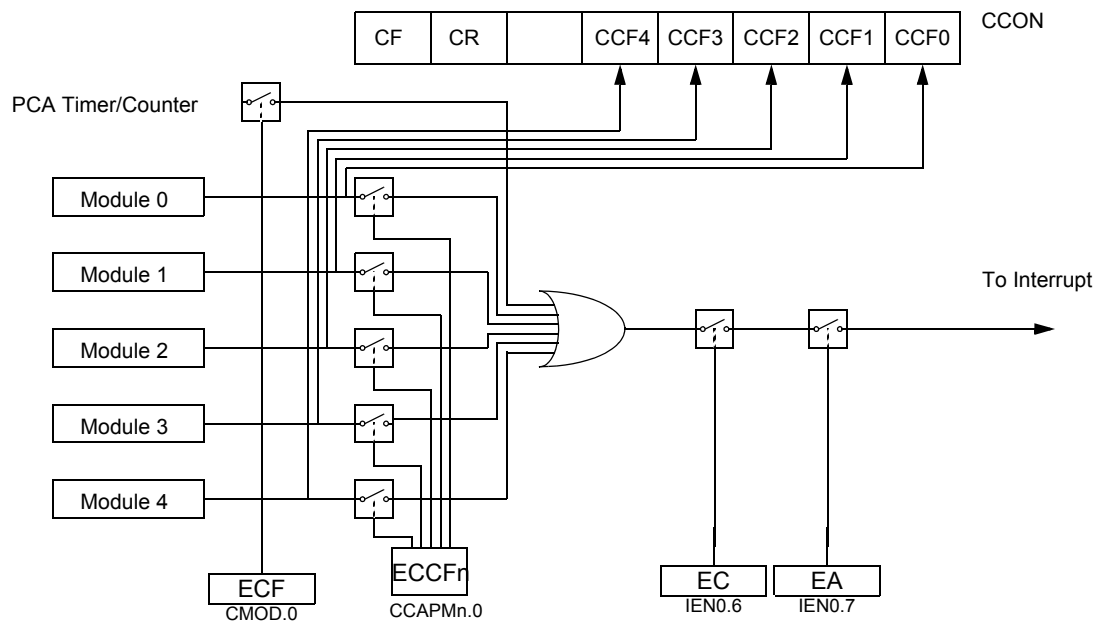 CF CR CCF4 CCF3 CCF2 CCF1 CCF0
CCON
PCA Timer/Counter
Module 0
Module 1
Module 2
Module 3
Module 4
To Interrupt
ECF
CMOD.0
ECCFn
CCAPMn.0
EC
IEN0.6
EA
IEN0.7